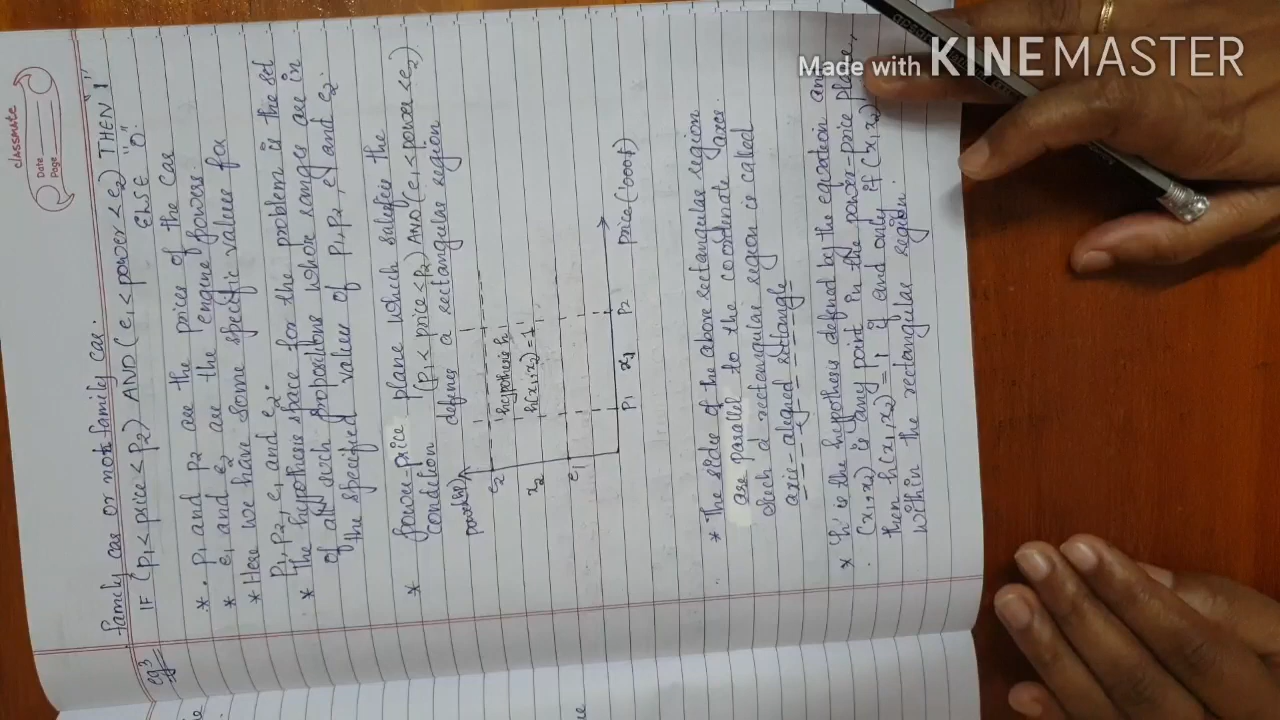 classmate
Date
Page
eg3
family car or not family car.
IF (P1 < price < P2) AND (e1 < power < e2) THEN "1"
ELSE "0".
* P1 and P2 are the prices of the car
* e1 and e2 are the engine powers.
* Here we have some specific values for
P1, P2, e1 and e2.
* the hypothesis space for the problem is the set
of all such propositions whose ranges are in
the specified values of P1, P2, e1 and e2.
* power-price plane which satisfies the
condition (P1 < price < P2) AND (e1 < power < e2)
defines a rectangular region
power
e2
hypothesis h,
x2
h(x1, x2) = 1
e1
P1 x1 P2 price('000 ₹)
* The sides of the above rectangular region
are parallel to the coordinate axes.
Such a rectangular region is called
axis-aligned rectangle
* 'h' is the hypothesis defined by the equation and
(x1, x2) is any point in the power-price plane,
then h(x1, x2) = 1 if and only if (x1, x2)
within the rectangular region.
Made with KINEMASTER